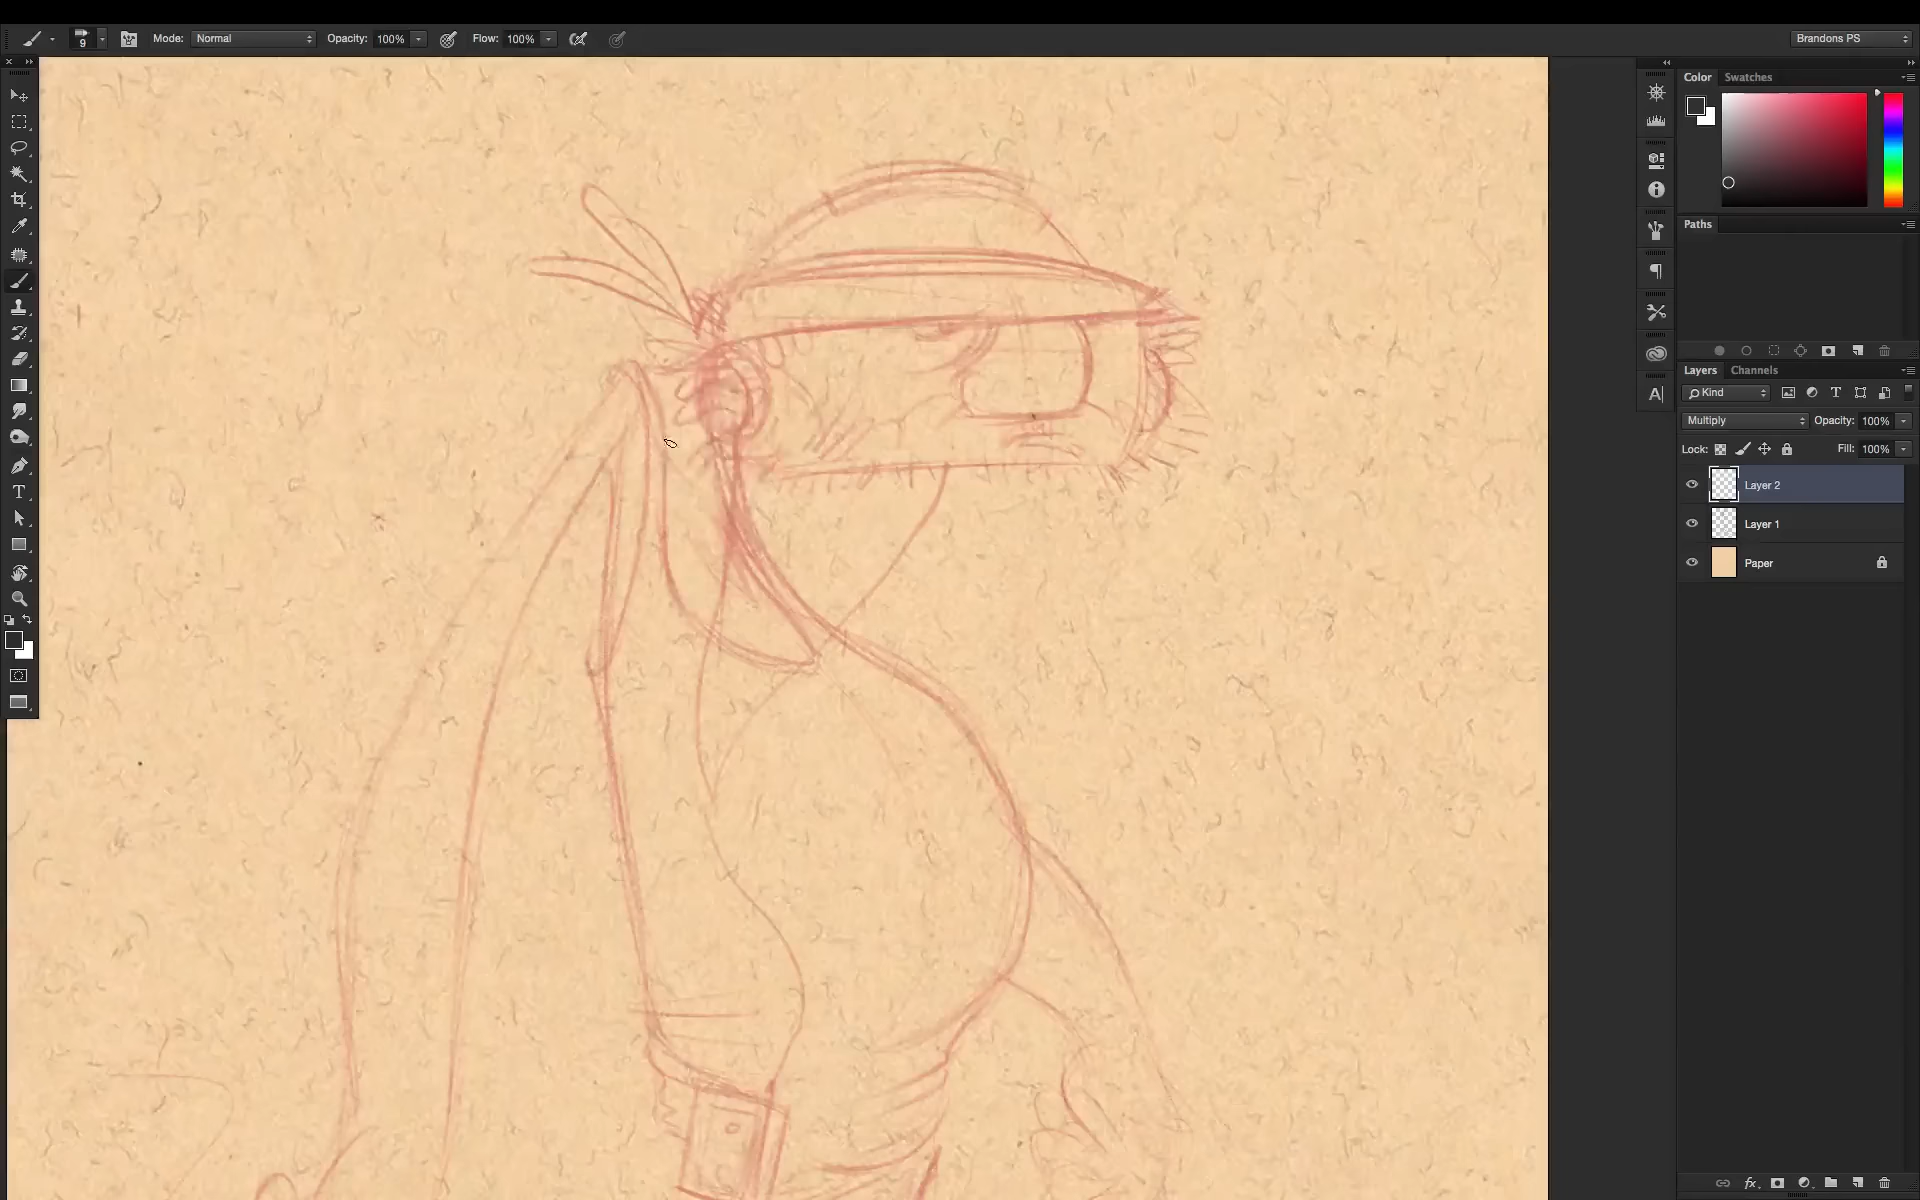 9 Mode: Normal Opacity: 100% Flow: 100% Brandons PS
Color Swatches
Paths
Layers Channels
Kind
Multiply Opacity: 100%
Lock: Fill: 100%
Layer 2
Layer 1
Paper